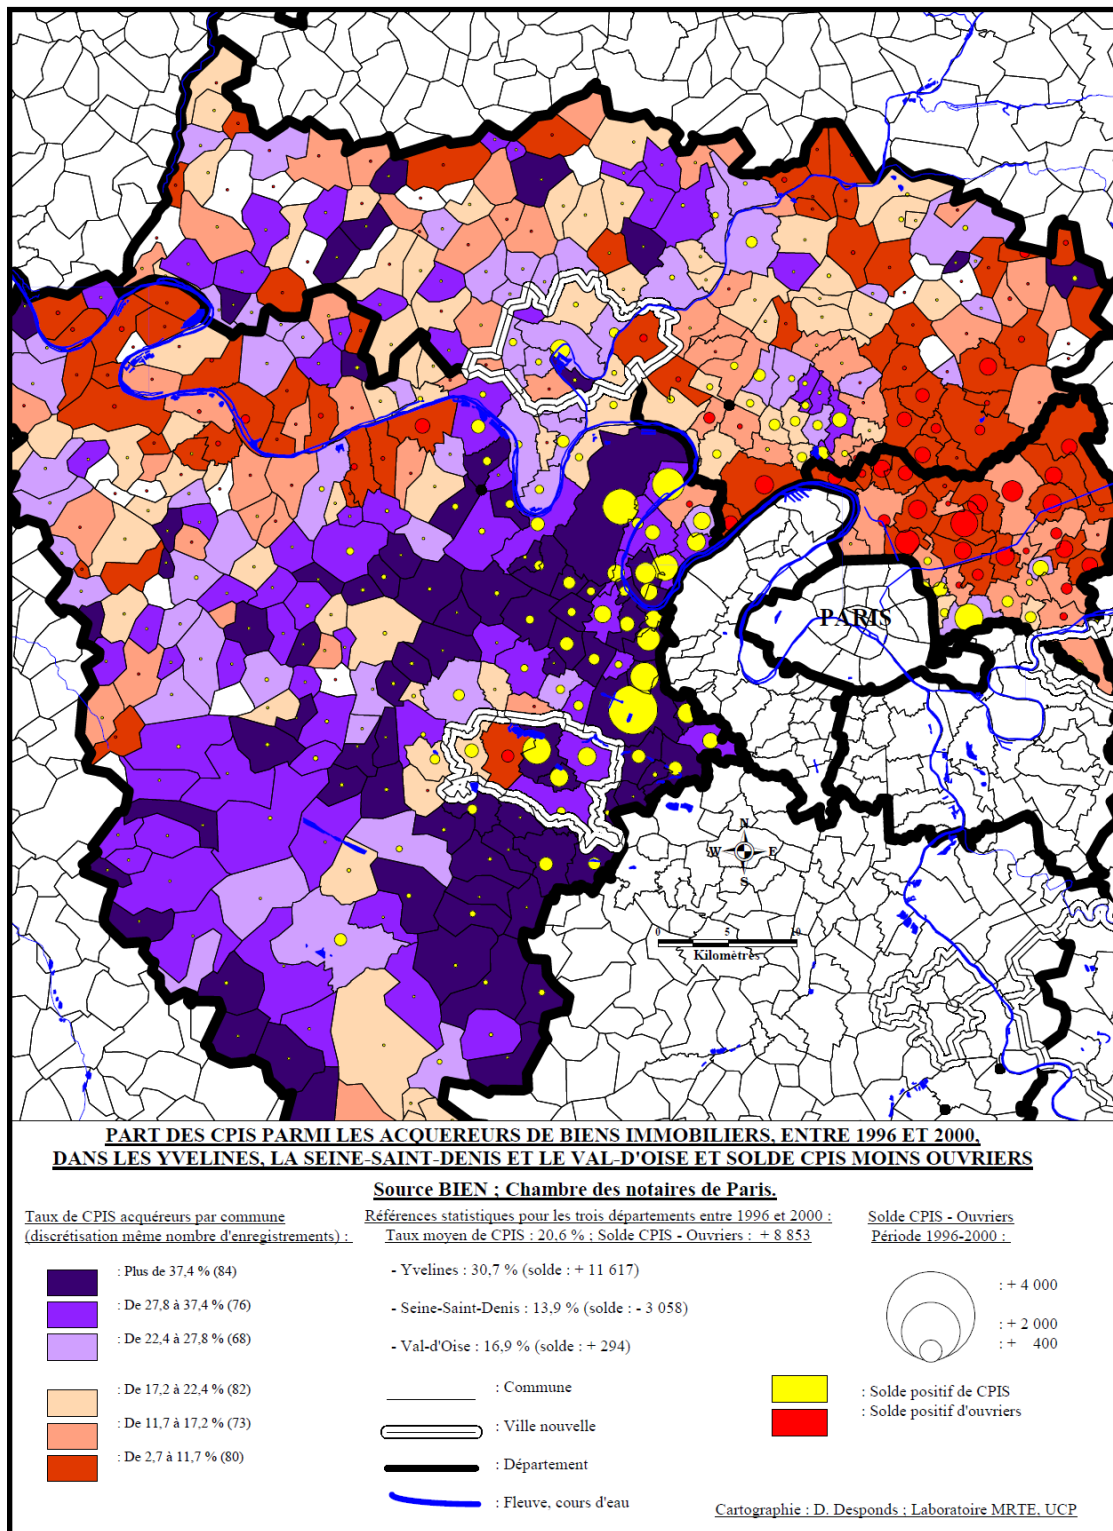 PARIS
N
W E
S
0 5 10
Kilomètres
PART DES CPIS PARMI LES ACQUEREURS DE BIENS IMMOBILIERS, ENTRE 1996 ET 2000,
DANS LES YVELINES, LA SEINE-SAINT-DENIS ET LE VAL-D'OISE ET SOLDE CPIS MOINS OUVRIERS
Source BIEN ; Chambre des notaires de Paris.
Taux de CPIS acquéreurs par commune
(discrétisation même nombre d'enregistrements) :
: Plus de 37,4 % (84)
: De 27,8 à 37,4 % (76)
: De 22,4 à 27,8 % (68)
: De 17,2 à 22,4 % (82)
: De 11,7 à 17,2 % (73)
: De 2,7 à 11,7 % (80)
Références statistiques pour les trois départements entre 1996 et 2000 :
Taux moyen de CPIS : 20,6 % ; Solde CPIS - Ouvriers : + 8 853
- Yvelines : 30,7 % (solde : + 11 617)
- Seine-Saint-Denis : 13,9 % (solde : - 3 058)
- Val-d'Oise : 16,9 % (solde : + 294)
: Commune
: Ville nouvelle
: Département
: Fleuve, cours d'eau
Solde CPIS - Ouvriers
Période 1996-2000 :
: + 4 000
: + 2 000
: + 400
: Solde positif de CPIS
: Solde positif d'ouvriers
Cartographie : D. Desponds ; Laboratoire MRTE, UCP